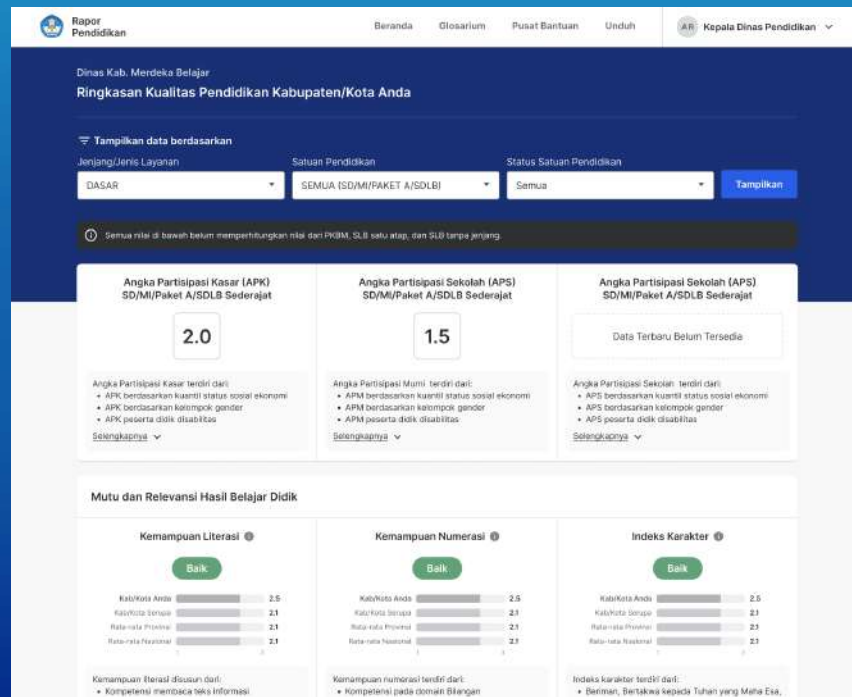 Rapor
Pendidikan
Beranda
Glosarium
Pusat Bantuan
Unduh
AR
Kepala Dinas Pendidikan
Dinas Kab. Merdeka Belajar
Ringkasan Kualitas Pendidikan Kabupaten/Kota Anda
Tampilkan data berdasarkan
Jenjang/Jenis Layanan
Satuan Pendidikan
Status Satuan Pendidikan
DASAR
SEMUA (SD/MI/PAKET A/SDLB)
Semua
Tampilkan
Semua nilai di bawah belum memperhitungkan nilai dari PKBM, SLB satu atap, dan SLB tanpa jenjang.
Angka Partisipasi Kasar (APK)
SD/MI/Paket A/SDLB Sederajat
2.0
Angka Partisipasi Kasar terdiri dari:
• APK berdasarkan kuantil status sosial ekonomi
• APK berdasarkan kelompok gender
• APK peserta didik disabilitas
Selengkapnya
Angka Partisipasi Sekolah (APS)
SD/MI/Paket A/SDLB Sederajat
1.5
Angka Partisipasi Murni terdiri dari:
• APM berdasarkan kuantil status sosial ekonomi
• APM berdasarkan kelompok gender
• APM peserta didik disabilitas
Selengkapnya
Angka Partisipasi Sekolah (APS)
SD/MI/Paket A/SDLB Sederajat
Data Terbaru Belum Tersedia
Angka Partisipasi Sekolah terdiri dari:
• APS berdasarkan kuantil status sosial ekonomi
• APS berdasarkan kelompok gender
• APS peserta didik disabilitas
Selengkapnya
Mutu dan Relevansi Hasil Belajar Didik
Kemampuan Literasi
Baik
Kab/Kota Anda 2.5
Kab/Kota Serupa 2.1
Rata-rata Provinsi 2.1
Rata-rata Nasional 2.1
1 3
Kemampuan literasi disusun dari:
• Kompetensi membaca teks informasi
Kemampuan Numerasi
Baik
Kab/Kota Anda 2.5
Kab/Kota Serupa 2.1
Rata-rata Provinsi 2.1
Rata-rata Nasional 2.1
1 3
Kemampuan numerasi terdiri dari:
• Kompetensi pada domain Bilangan
Indeks Karakter
Baik
Kab/Kota Anda 2.5
Kab/Kota Serupa 2.1
Rata-rata Provinsi 2.1
Rata-rata Nasional 2.1
1 3
Indeks karakter terdiri dari:
• Beriman, Bertakwa kepada Tuhan yang Maha Esa,